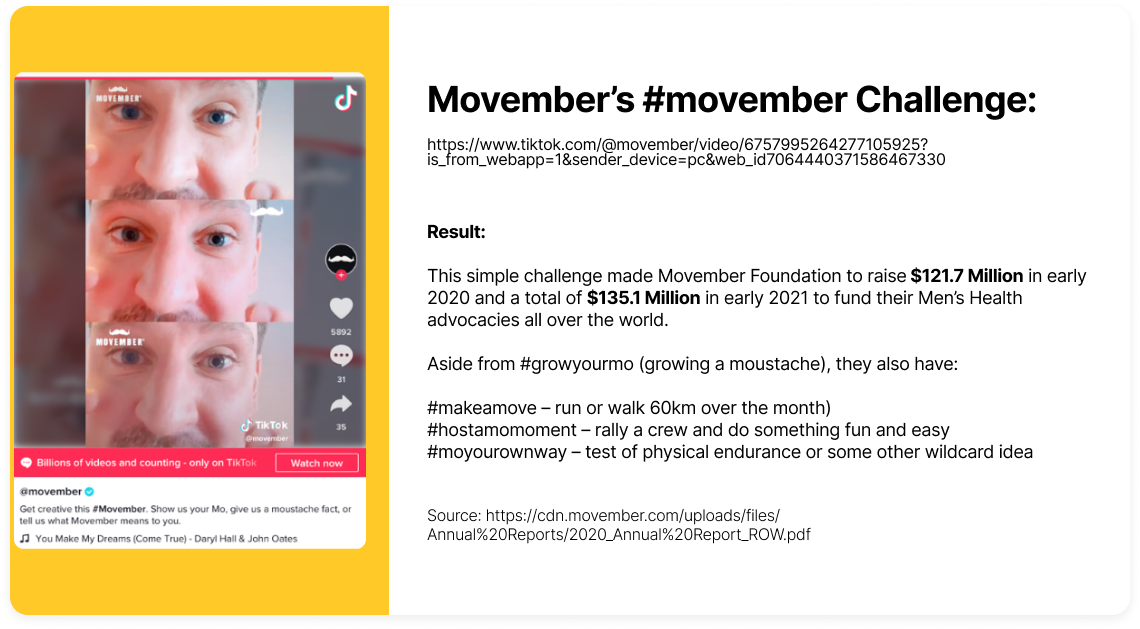 MOVEMBER
5892
31
MOVEMBER
35
TikTok
@movember
Billions of videos and counting - only on TikTok
Watch now
@movember
Get creative this #Movember. Show us your Mo, give us a moustache fact, or
tell us what Movember means to you.
You Make My Dreams (Come True) - Daryl Hall & John Oates
Movember’s #movember Challenge:
https://www.tiktok.com/@movember/video/6757995264277105925?
is_from_webapp=1&sender_device=pc&web_id7064440371586467330
Result:
This simple challenge made Movember Foundation to raise $121.7 Million in early
2020 and a total of $135.1 Million in early 2021 to fund their Men’s Health
advocacies all over the world.
Aside from #growyourmo (growing a moustache), they also have:
#makeamove – run or walk 60km over the month)
#hostamomoment – rally a crew and do something fun and easy
#moyourownway – test of physical endurance or some other wildcard idea
Source: https://cdn.movember.com/uploads/files/
Annual%20Reports/2020_Annual%20Report_ROW.pdf